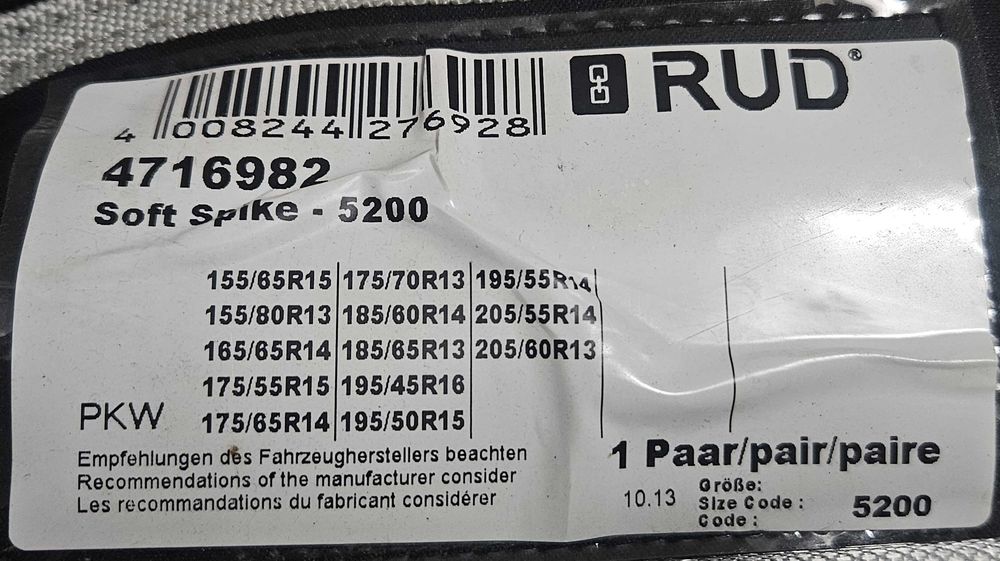 RUD®
4 008244 276928
4716982
Soft Spike - 5200
155/65R15 175/70R13 195/55R14
155/80R13 185/60R14 205/55R14
165/65R14 185/65R13 205/60R13
175/55R15 195/45R16
175/65R14 195/50R15
PKW
Empfehlungen des Fahrzeugherstellers beachten
Recommendations of the manufacturer consider
Les recommandations du fabricant considérer
1 Paar/pair/paire
10.13
Größe:
Size Code :
Code :
5200